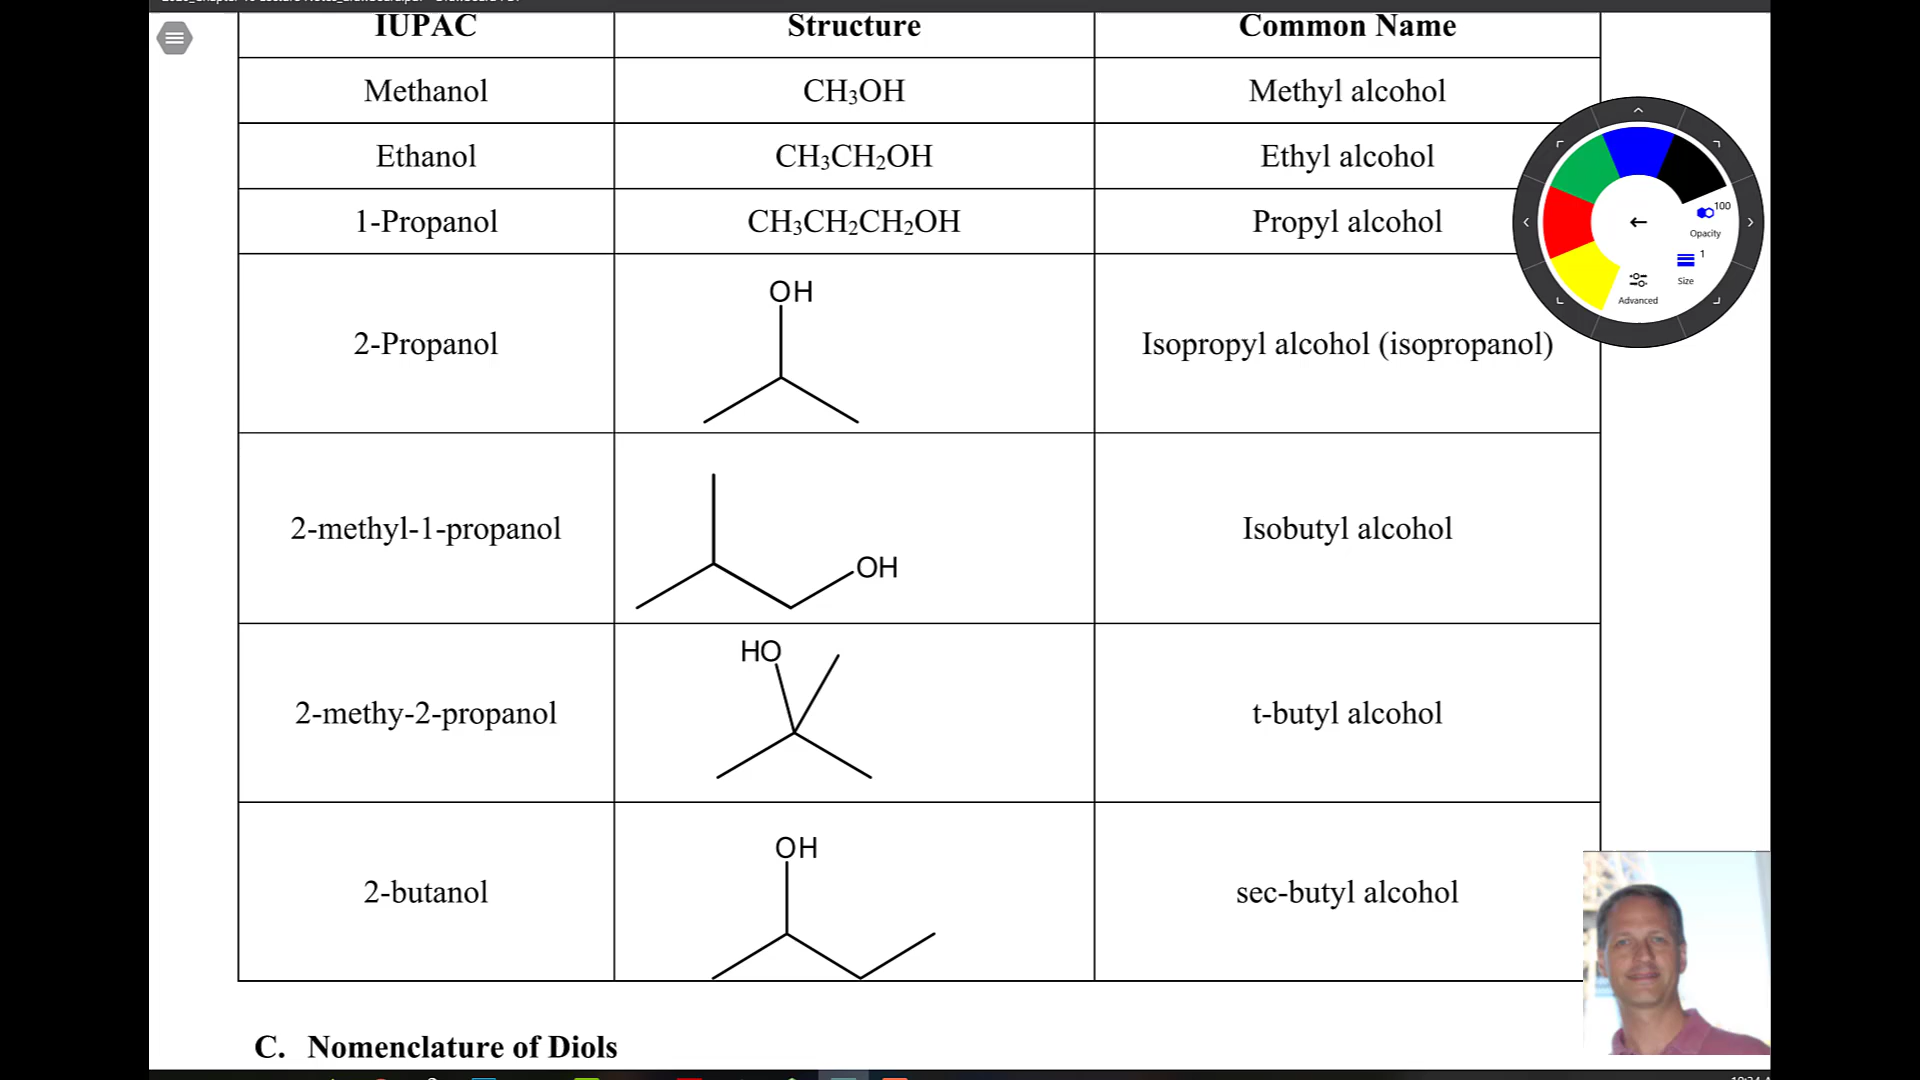 IUPAC Structure Common Name
Methanol CH₃OH Methyl alcohol
Ethanol CH₃CH₂OH Ethyl alcohol
1-Propanol CH₃CH₂CH₂OH Propyl alcohol
100
Opacity
1
Size
Advanced
OH
2-Propanol Isopropyl alcohol (isopropanol)
2-methyl-1-propanol Isobutyl alcohol
OH
HO
2-methy-2-propanol t-butyl alcohol
OH
2-butanol sec-butyl alcohol
C. Nomenclature of Diols